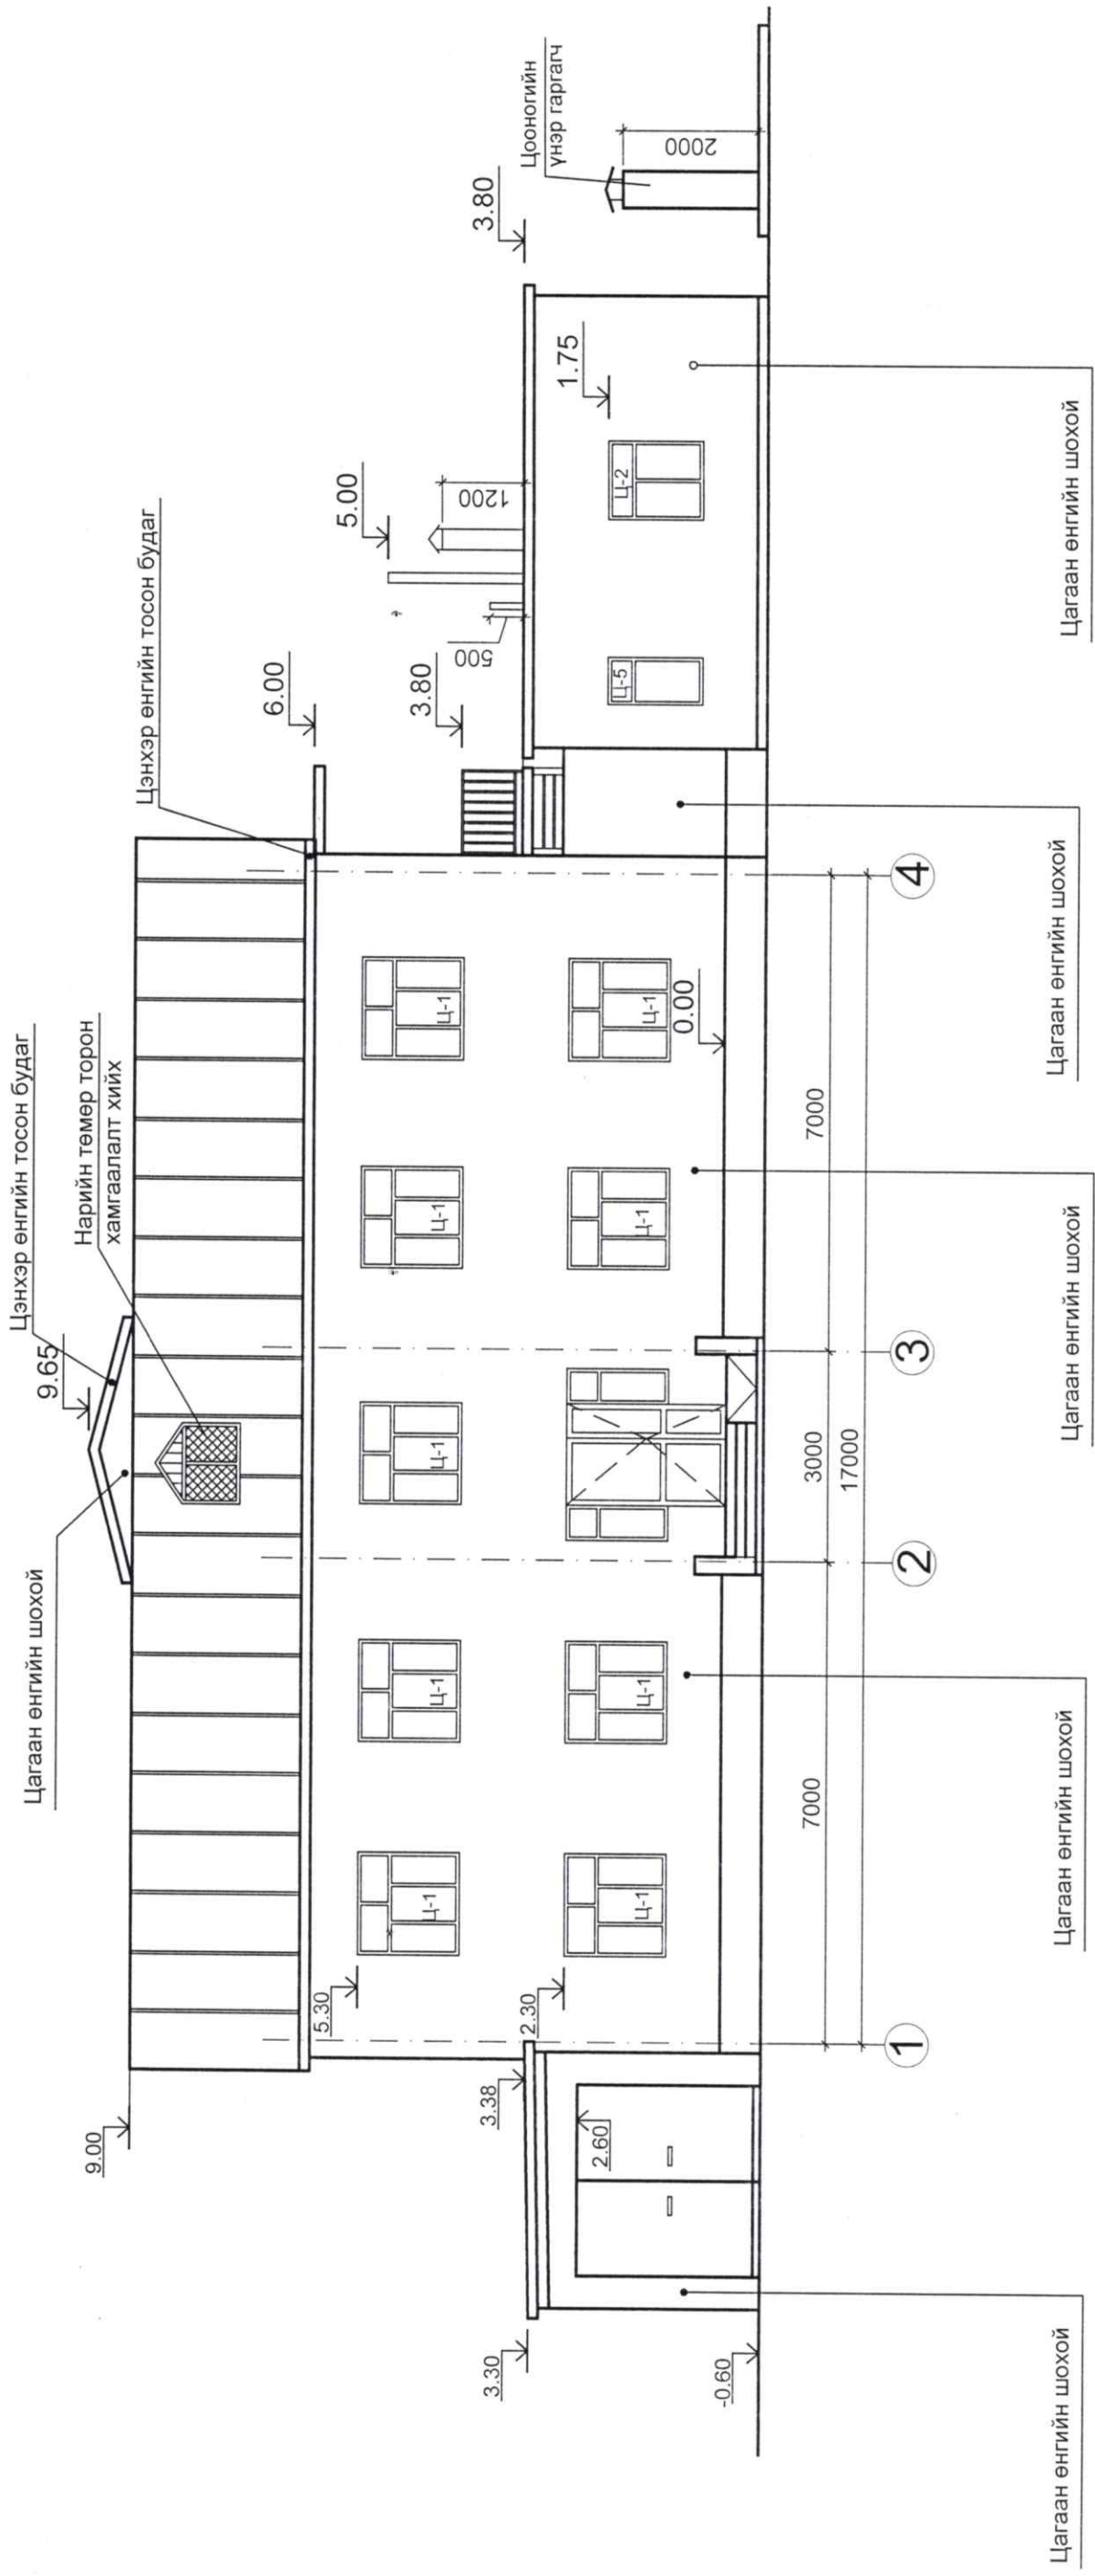 Цэнхэр өнгийн тосон будаг
9.65
Нарийн төмөр торон
хамгаалалт хийх
Цагаан өнгийн шохой
9.00
Цэнхэр өнгийн тосон будаг
6.00
5.00
3.80
3.80
1200
500
Цооногийн
үнэр гаргагч
2000
5.30
Ц-1
Ц-1
Ц-1
Ц-1
Ц-1
3.38
3.30
2.30
2.60
Ц-1
Ц-1
Ц-1
Ц-1
Ц-5
Ц-2
1.75
0.00
-0.60
7000
3000
7000
17000
1
2
3
4
Цагаан өнгийн шохой
Цагаан өнгийн шохой
Цагаан өнгийн шохой
Цагаан өнгийн шохой
Цагаан өнгийн шохой